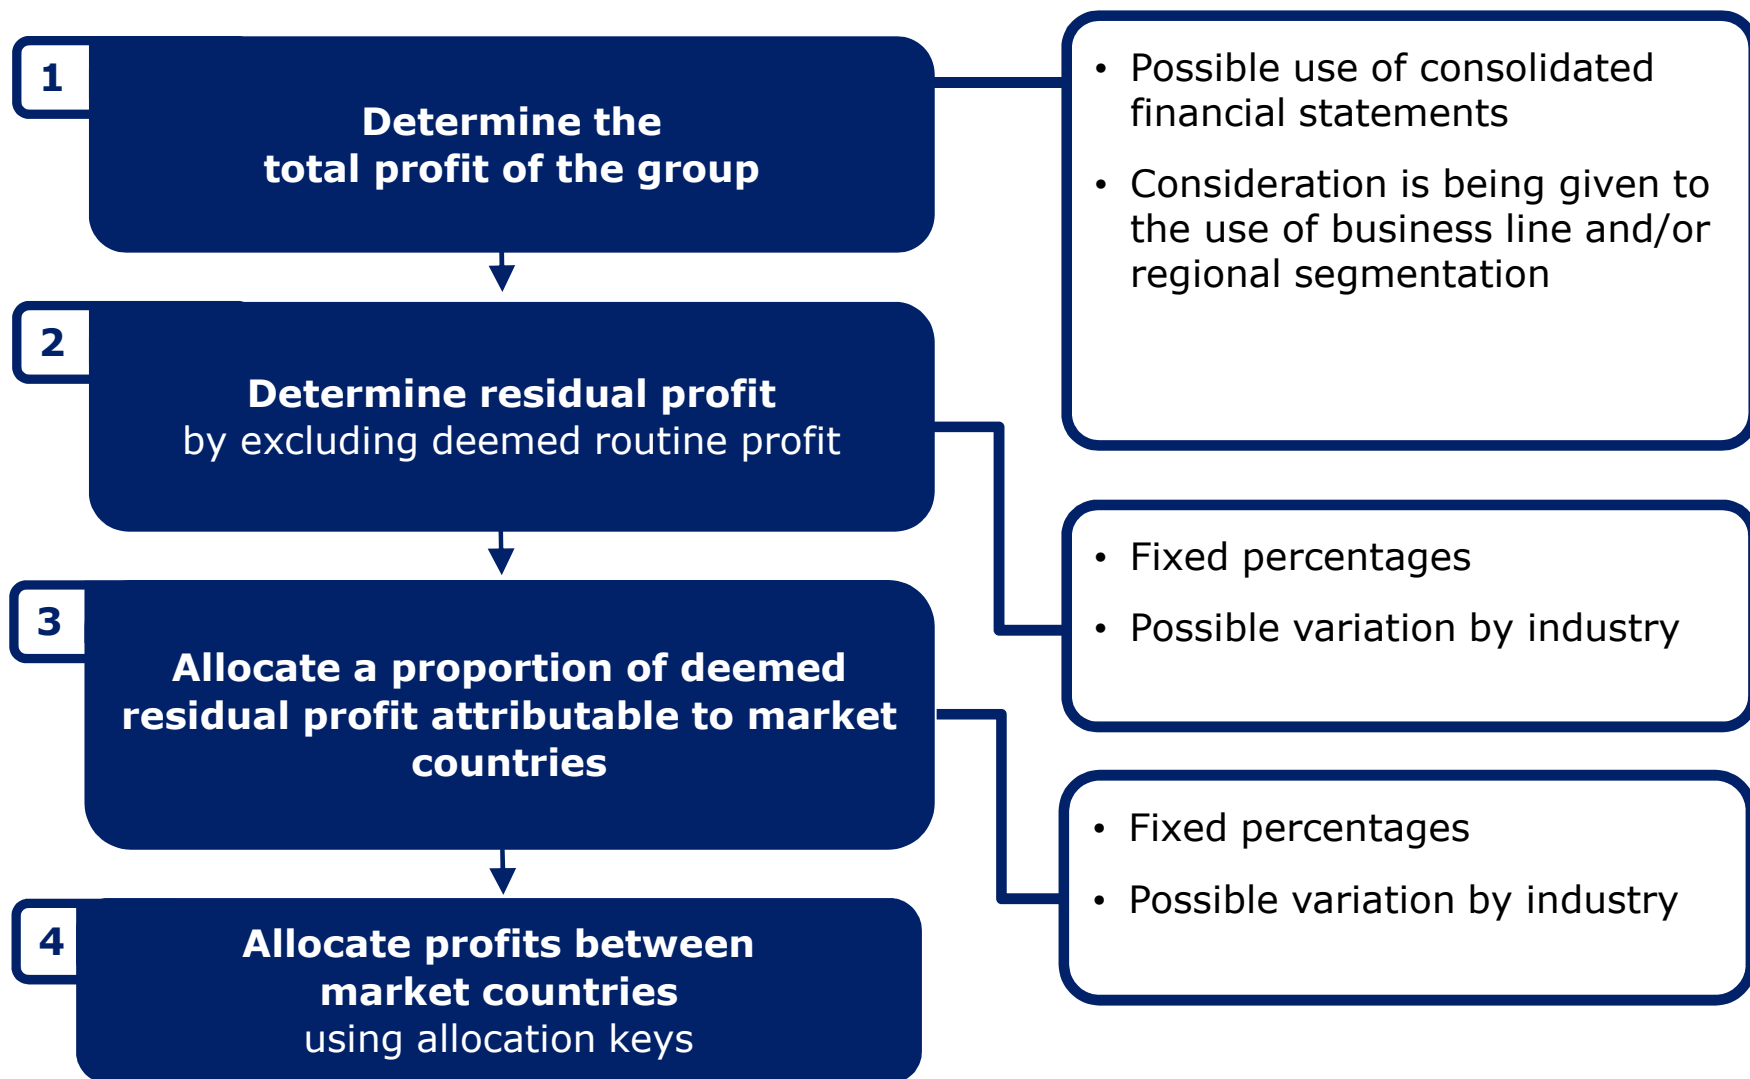 1
Determine the
total profit of the group
• Possible use of consolidated
financial statements
• Consideration is being given to
the use of business line and/or
regional segmentation
2
Determine residual profit
by excluding deemed routine profit
• Fixed percentages
• Possible variation by industry
3
Allocate a proportion of deemed
residual profit attributable to market
countries
• Fixed percentages
• Possible variation by industry
4
Allocate profits between
market countries
using allocation keys